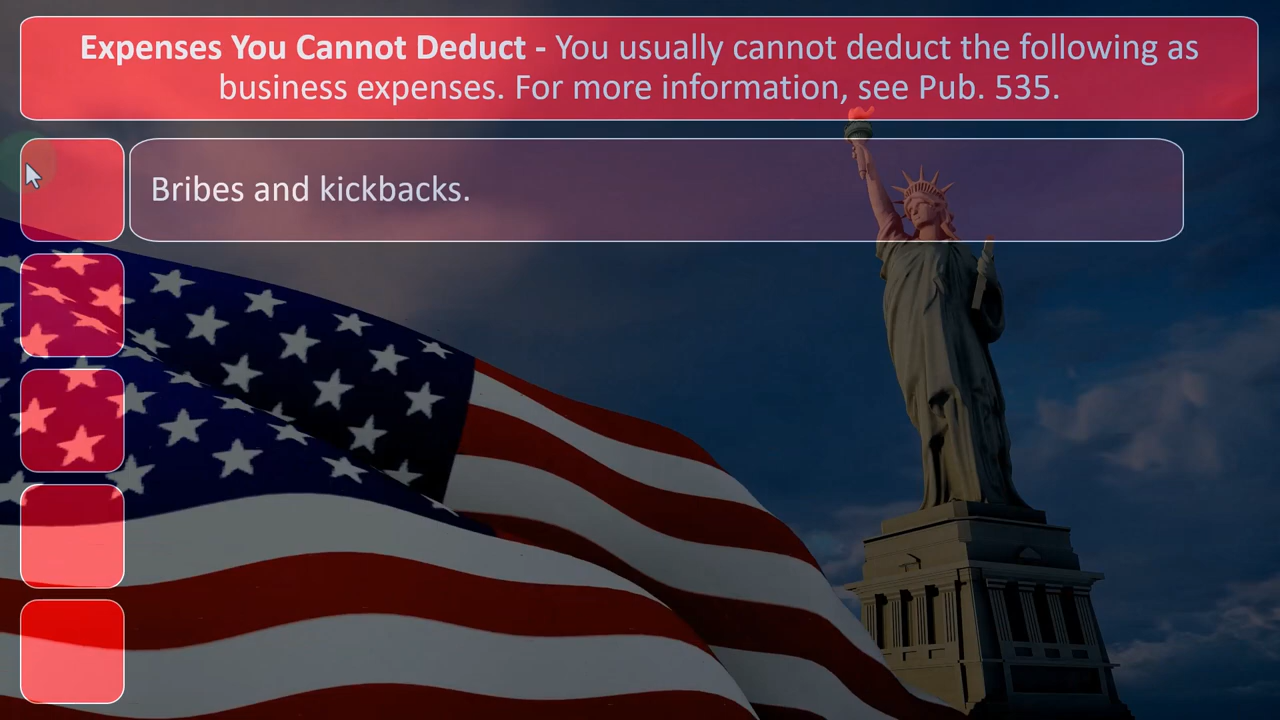 Expenses You Cannot Deduct - You usually cannot deduct the following as
business expenses. For more information, see Pub. 535.
Bribes and kickbacks.